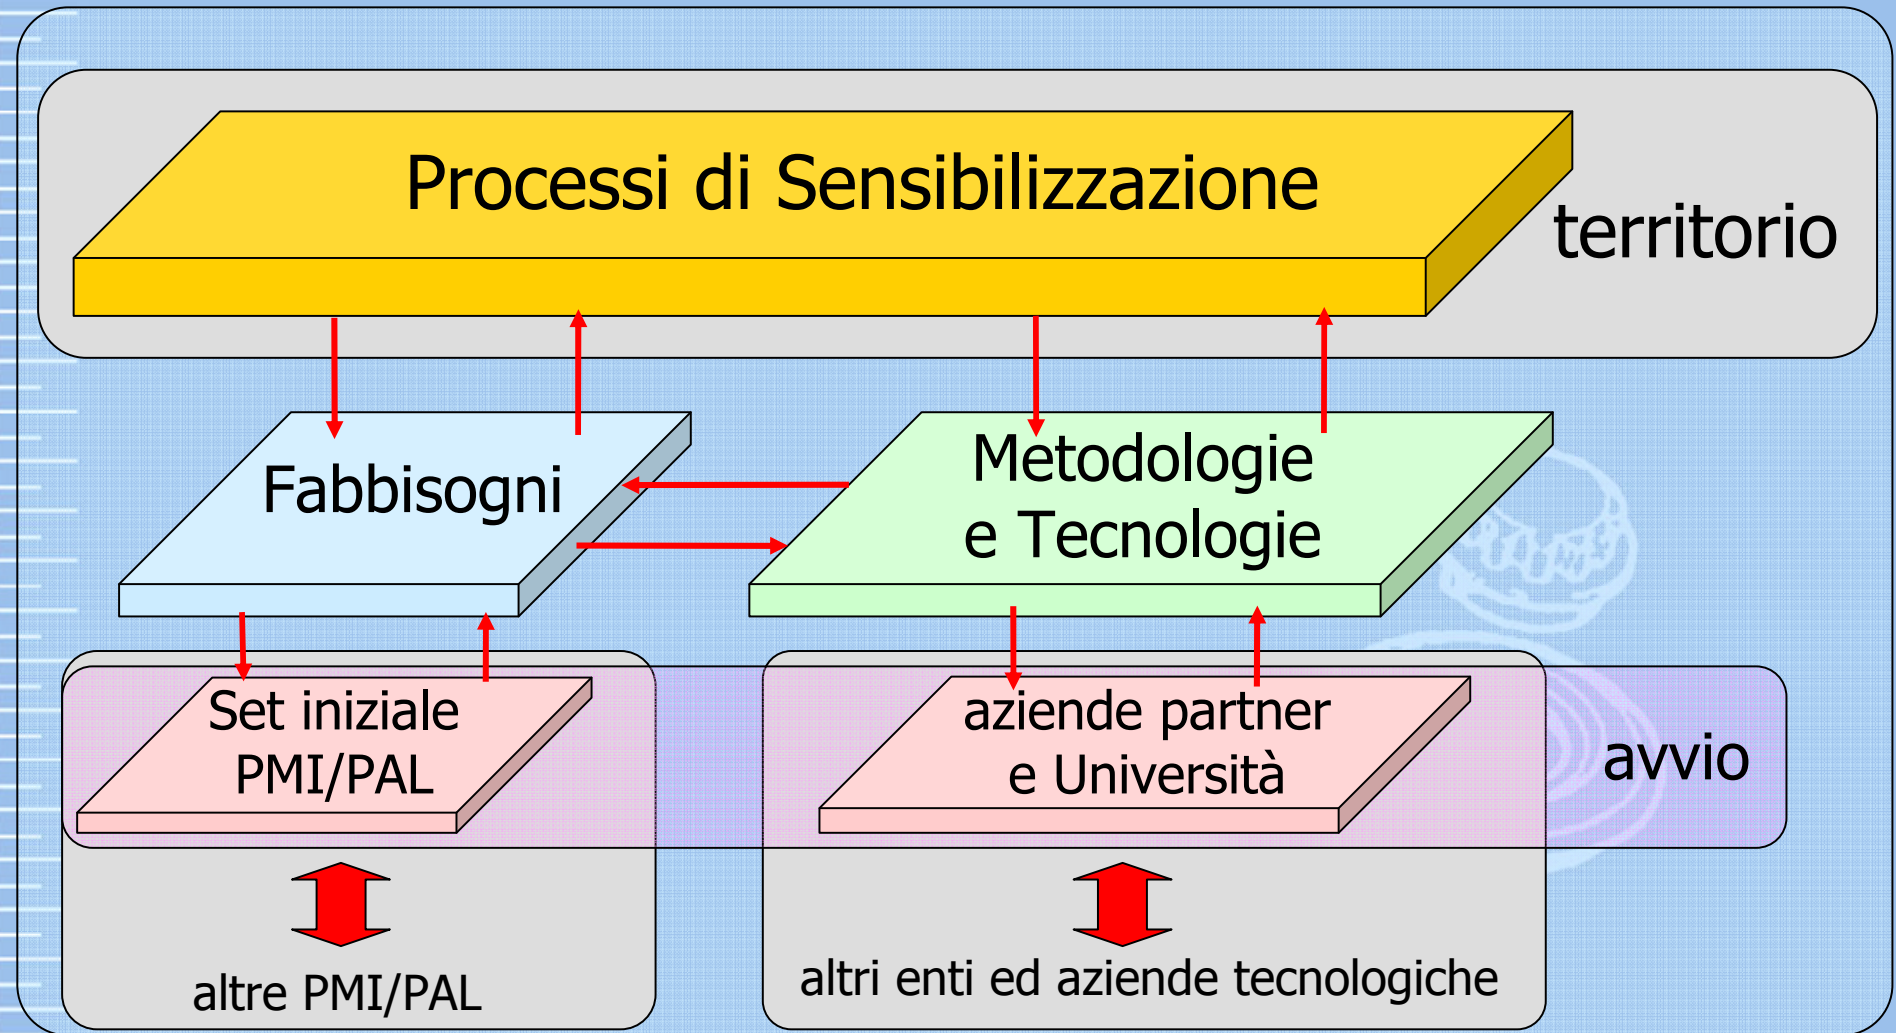 Processi di Sensibilizzazione
territorio
Fabbisogni
Metodologie
e Tecnologie
Set iniziale
PMI/PAL
aziende partner
e Università
avvio
altre PMI/PAL
altri enti ed aziende tecnologiche